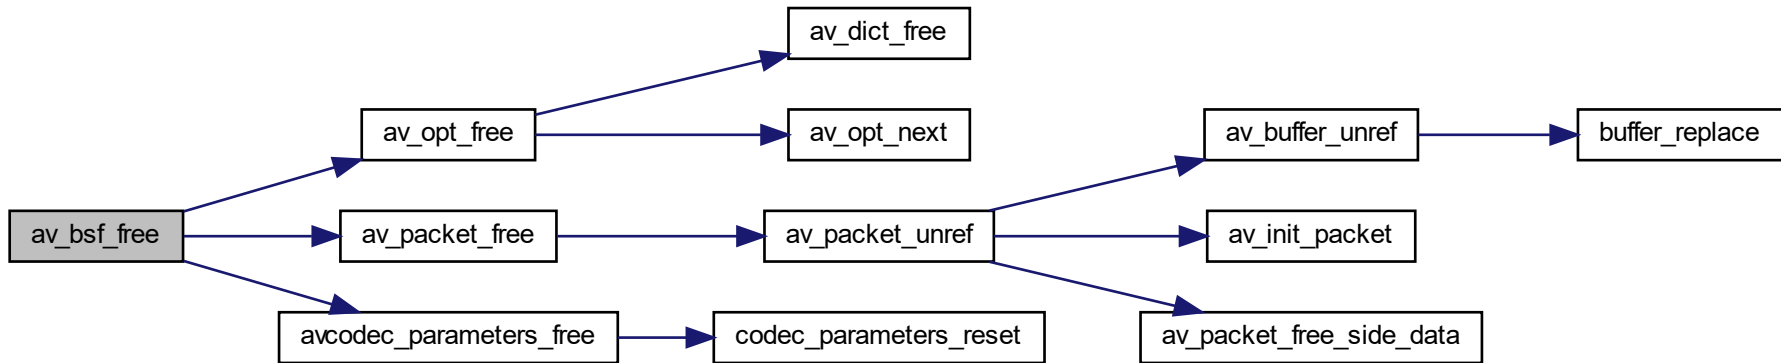 av_dict_free
av_opt_free
av_opt_next
av_buffer_unref
buffer_replace
av_bsf_free
av_packet_free
av_packet_unref
av_init_packet
avcodec_parameters_free
codec_parameters_reset
av_packet_free_side_data